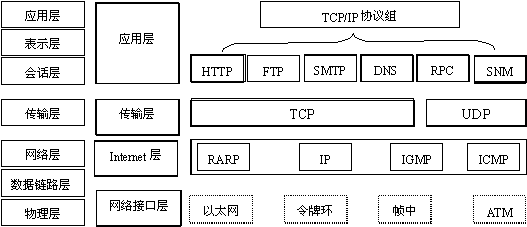 应用层
表示层
会话层
传输层
网络层
数据链路层
物理层
应用层
传输层
Internet 层
网络接口层
TCP/IP 协议组
HTTP FTP SMTP DNS RPC SNM
TCP UDP
RARP IP IGMP ICMP
以太网 令牌环 帧中 ATM